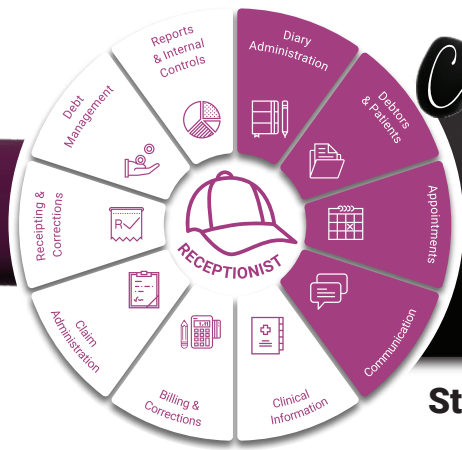 Diary
Administration
Debtors
& Patients
Appointments
Communication
Clinical
Information
Billing &
Corrections
Claim
Administration
Receipting &
Corrections
Debt
Management
Reports
& Internal
Controls
RECEPTIONIST
R
C
St